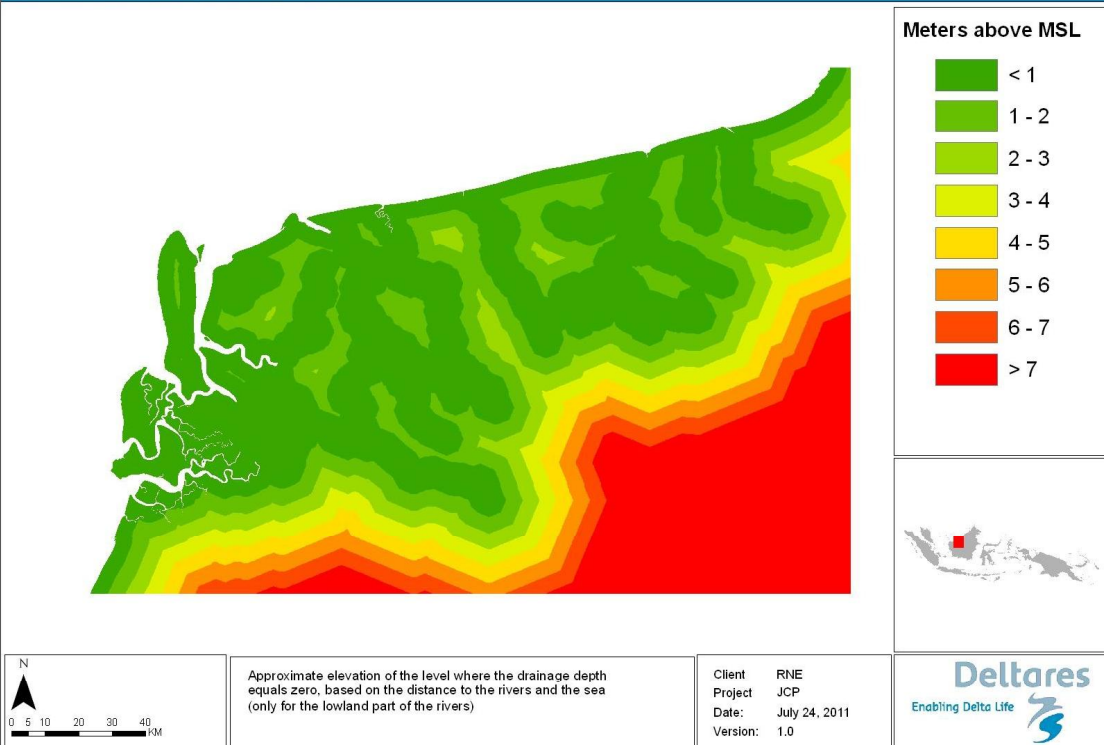 Meters above MSL
< 1
1 - 2
2 - 3
3 - 4
4 - 5
5 - 6
6 - 7
> 7
N
0 5 10 20 30 40
KM
Approximate elevation of the level where the drainage depth
equals zero, based on the distance to the rivers and the sea
(only for the lowland part of the rivers)
Client RNE
Project JCP
Date: July 24, 2011
Version: 1.0
Deltares
Enabling Delta Life